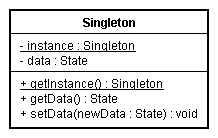 Singleton
- instance : Singleton
- data : State
+ getInstance() : Singleton
+ getData() : State
+ setData(newData : State) : void